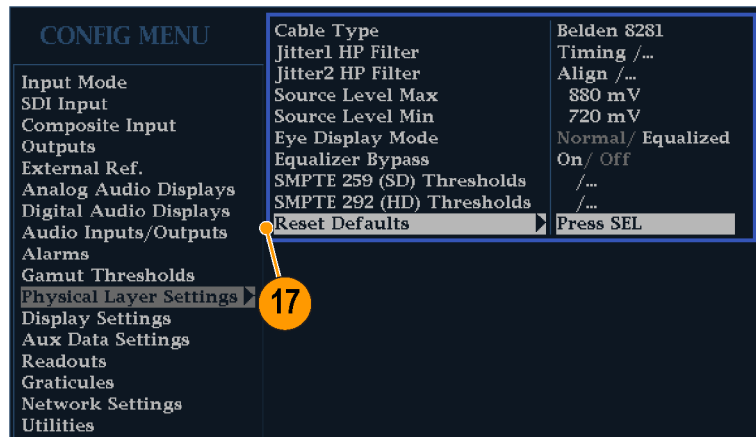 CONFIG MENU
Input Mode
SDI Input
Composite Input
Outputs
External Ref.
Analog Audio Displays
Digital Audio Displays
Audio Inputs/Outputs
Alarms
Gamut Thresholds
Physical Layer Settings
Display Settings
Aux Data Settings
Readouts
Graticules
Network Settings
Utilities
Cable Type Belden 8281
Jitter1 HP Filter Timing /...
Jitter2 HP Filter Align /...
Source Level Max 880 mV
Source Level Min 720 mV
Eye Display Mode Normal/ Equalized
Equalizer Bypass On/ Off
SMPTE 259 (SD) Thresholds /...
SMPTE 292 (HD) Thresholds /...
Reset Defaults Press SEL
17